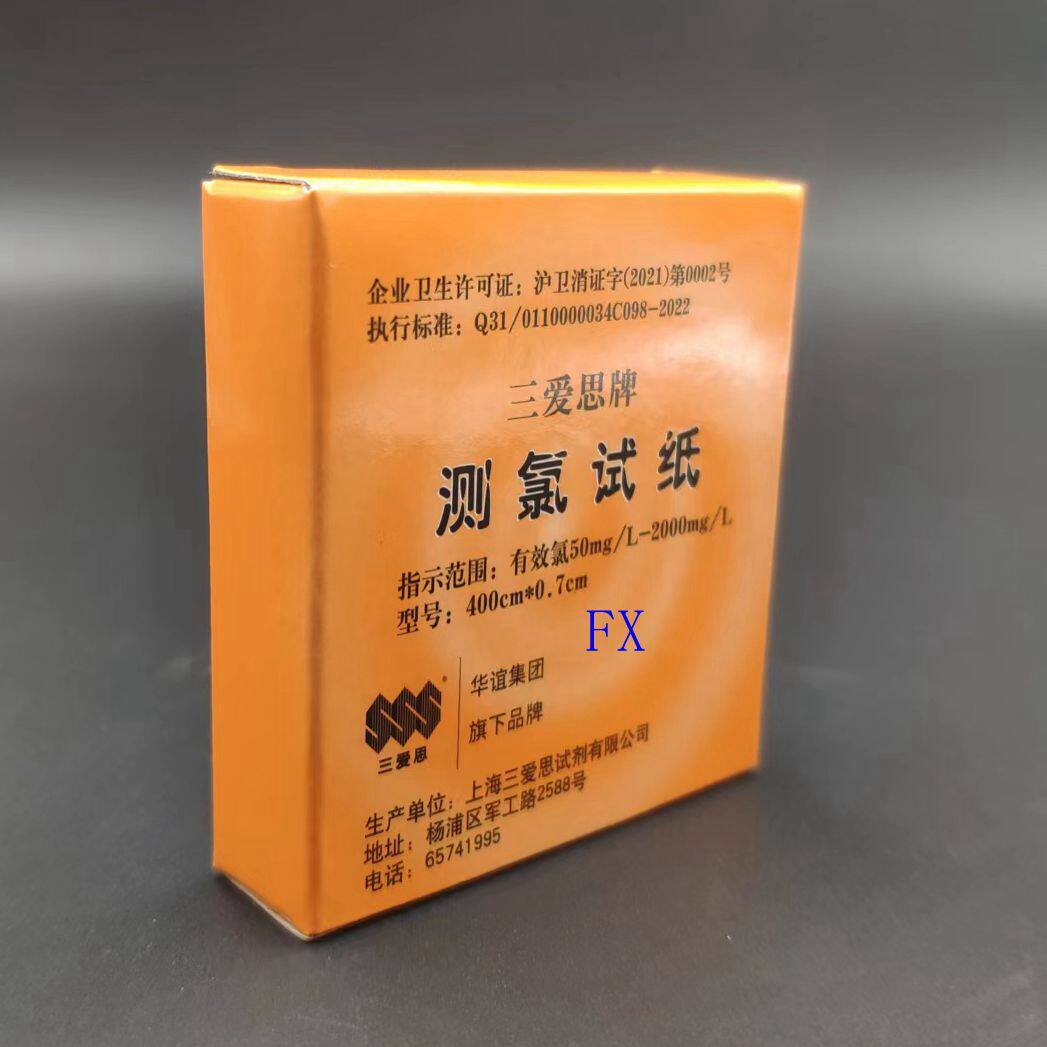 企业卫生许可证：沪卫消证字(2021)第0002号
执行标准：Q31/0110000034C098-2022
三爱思牌
测氯试纸
指示范围：有效氯50mg/L-2000mg/L
型号：400cm*0.7cm
FX
SSS
三爱思
华谊集团
旗下品牌
生产单位：上海三爱思试剂有限公司
地址：杨浦区军工路2588号
电话：65741995